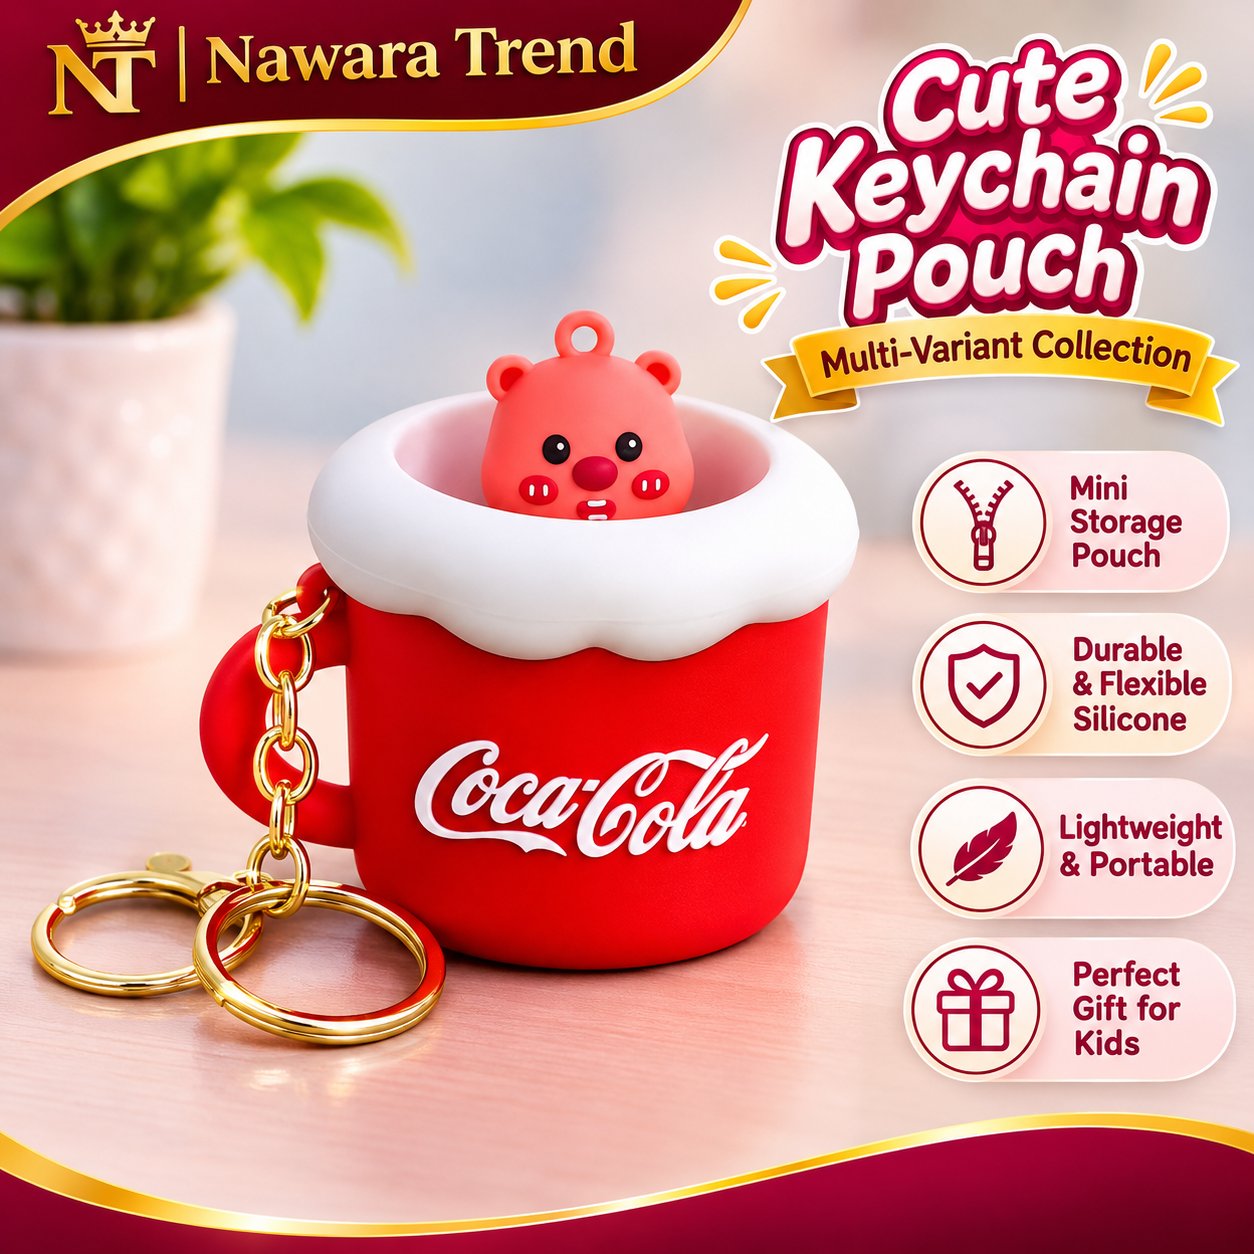 NT | Nawara Trend
Cute
Keychain
Pouch
Multi-Variant Collection
Mini
Storage
Pouch
Durable
& Flexible
Silicone
Lightweight
& Portable
Perfect
Gift for
Kids
Coca-Cola